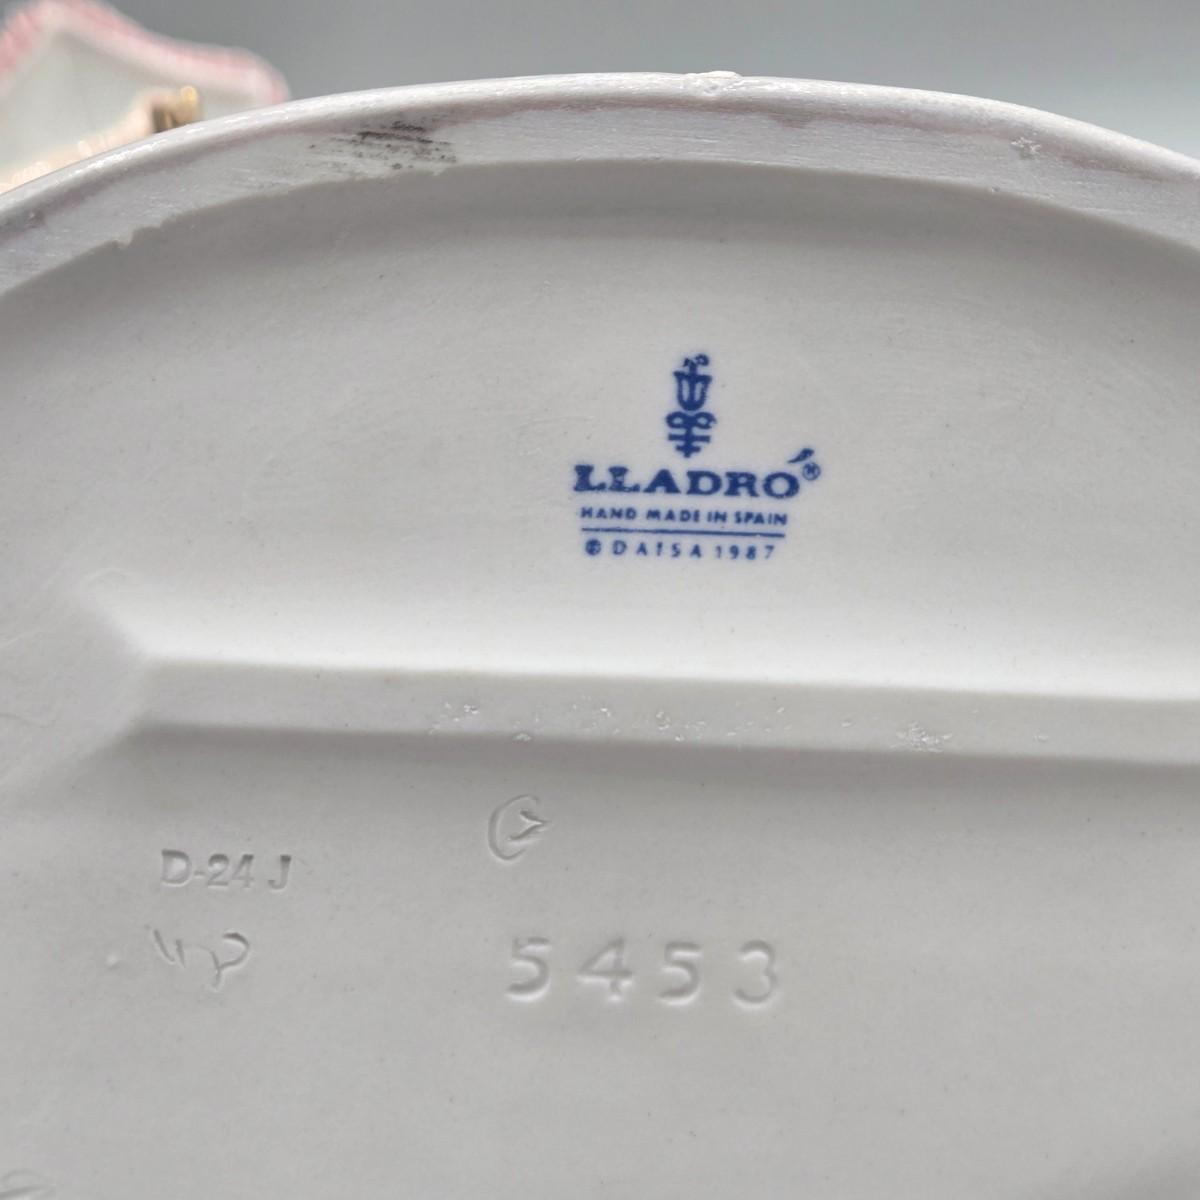 LLADRÓ®
HAND MADE IN SPAIN
© DAISA 1987
G
D-24 J
5453